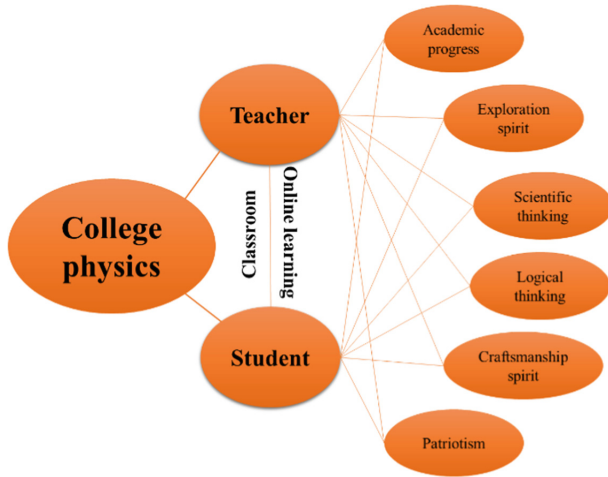 College
physics
Teacher
Classroom
Online learning
Student
Academic
progress
Exploration
spirit
Scientific
thinking
Logical
thinking
Craftsmanship
spirit
Patriotism